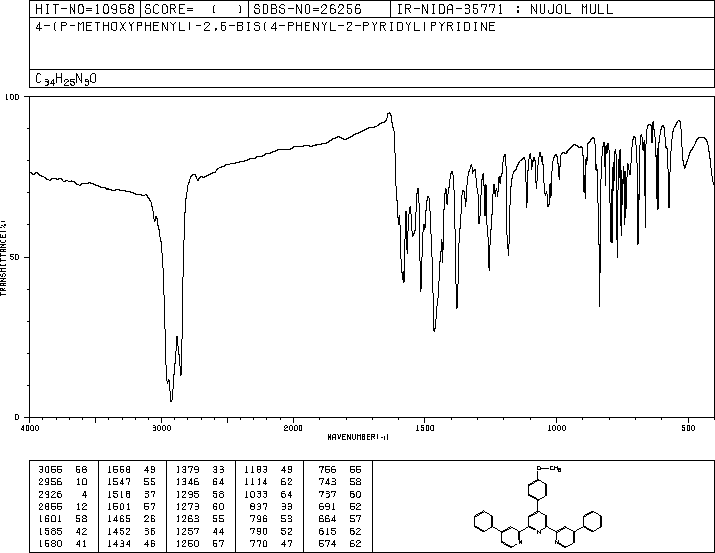 HIT-NO=10958 SCORE= ( ) SDBS-NO=26256 IR-NIDA-35771 : NUJOL MULL
4-(P-METHOXYPHENYL)-2,6-BIS(4-PHENYL-2-PYRIDYL)PYRIDINE
C34H25N3O
100
TRANSMITTANCE(%)
50
0
4000 3000 2000 1500 1000 500
WAVENUMBER(-1)
3055 66 1568 49 1379 33 1183 49 756 55
2956 10 1547 55 1346 64 1114 62 743 58
2926 4 1518 37 1295 58 1033 64 737 60
2855 12 1501 57 1273 60 837 33 691 52
1601 58 1465 26 1263 55 796 53 664 57
1585 42 1452 36 1257 44 790 52 615 62
1580 41 1434 46 1250 57 770 47 574 62
O-CH3
N N N